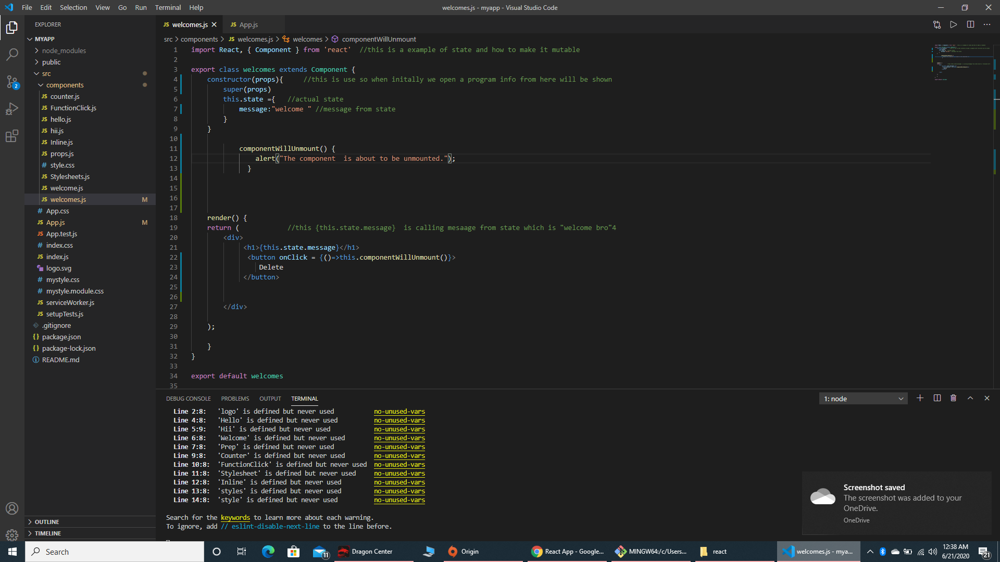 File Edit Selection View Go Run Terminal Help
welcomes.js - myapp - Visual Studio Code
EXPLORER
MYAPP
node_modules
public
src
components
JS counter.js
JS FunctionClick.js
JS hello.js
JS hii.js
JS Inline.js
JS props.js
# style.css
JS Stylesheets.js
JS welcome.js
JS welcomes.js M
# App.css
JS App.js M
JS App.test.js
# index.css
JS index.js
logo.svg
# mystyle.css
# mystyle.module.css
JS serviceWorker.js
JS setupTests.js
.gitignore
{} package.json
{} package-lock.json
README.md
OUTLINE
TIMELINE
2
JS welcomes.js
JS App.js
src > components > JS welcomes.js > welcomes > componentWillUnmount
1 import React, { Component } from 'react' //this is a example of state and how to make it mutable
2
3 export class welcomes extends Component {
4 constructor(props){ //this is use so when initally we open a program info from here will be shown
5 super(props)
6 this.state ={ //actual state
7 message:"welcome " //message from state
8 }
9 }
10
11 componentWillUnmount() {
12 alert("The component  is about to be unmounted.");
13 }
14
15
16
17
18 render() {
19 return ( //this {this.state.message}  is calling mesaage from state which is "welcome bro"4
20 <div>
21 <h1>{this.state.message}</h1>
22 <button onClick = {()=>this.componentWillUnmount()}>
23 Delete
24 </button>
25
26
27 </div>
28
29 );
30
31 }
32 }
33
34 export default welcomes
35
DEBUG CONSOLE PROBLEMS OUTPUT TERMINAL
1: node
Line 2:8: 'logo' is defined but never used no-unused-vars
Line 4:8: 'Hello' is defined but never used no-unused-vars
Line 5:9: 'Hii' is defined but never used no-unused-vars
Line 6:8: 'Welcome' is defined but never used no-unused-vars
Line 7:8: 'Prep' is defined but never used no-unused-vars
Line 9:8: 'Counter' is defined but never used no-unused-vars
Line 10:8: 'FunctionClick' is defined but never used no-unused-vars
Line 11:8: 'Stylesheet' is defined but never used no-unused-vars
Line 12:8: 'Inline' is defined but never used no-unused-vars
Line 13:8: 'styles' is defined but never used no-unused-vars
Line 14:8: 'style' is defined but never used no-unused-vars
Search for the keywords to learn more about each warning.
To ignore, add // eslint-disable-next-line to the line before.
Screenshot saved
The screenshot was added to your
OneDrive.
OneDrive
Search
11
Dragon Center
Origin
React App - Google...
MINGW64:/c/Users...
react
welcomes.js - mya...
12:38 AM
6/21/2020
21